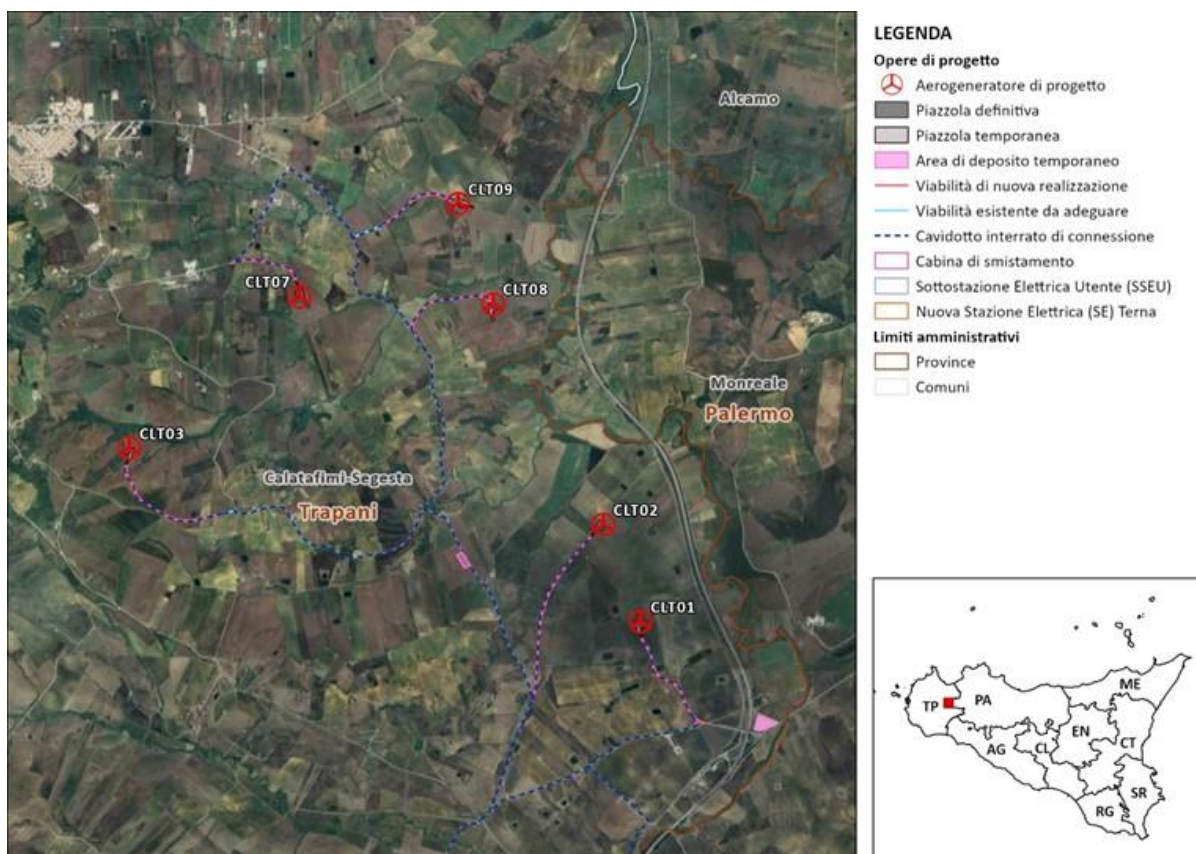 Alcamo
CLT09
CLT07
CLT08
Monreale
Palermo
CLT03
Calatafimi-Segesta
Trapani
CLT02
CLT01
LEGENDA
Opere di progetto
Aerogeneratore di progetto
Piazzola definitiva
Piazzola temporanea
Area di deposito temporaneo
Viabilità di nuova realizzazione
Viabilità esistente da adeguare
Cavidotto interrato di connessione
Cabina di smistamento
Sottostazione Elettrica Utente (SSEU)
Nuova Stazione Elettrica (SE) Terna
Limiti amministrativi
Province
Comuni
ME
TP
PA
EN
CT
AG
CL
SR
RG